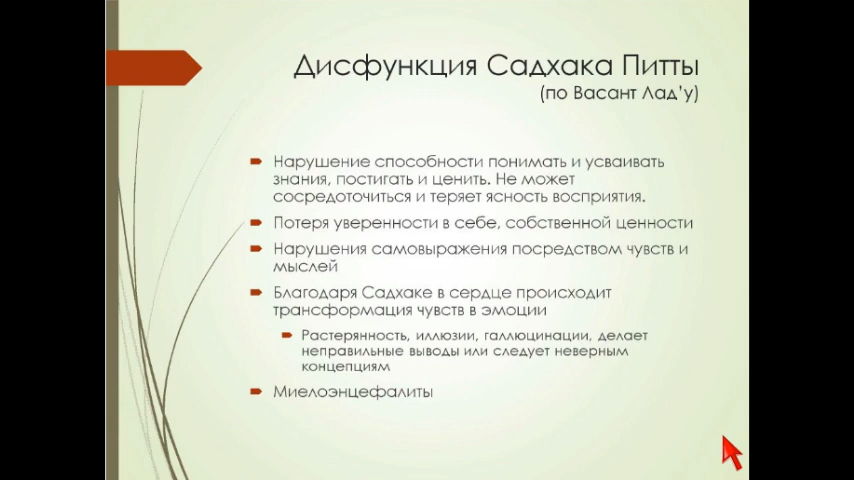 Дисфункция Садхака Питты
(по Васант Лад’у)
Нарушение способности понимать и усваивать
знания, постигать и ценить. Не может
сосредоточиться и теряет ясность восприятия.
Потеря уверенности в себе, собственной ценности
Нарушения самовыражения посредством чувств и
мыслей
Благодаря Садхаке в сердце происходит
трансформация чувств в эмоции
Растерянность, иллюзии, галлюцинации, делает
неправильные выводы или следует неверным
концепциям
Миелоэнцефалиты